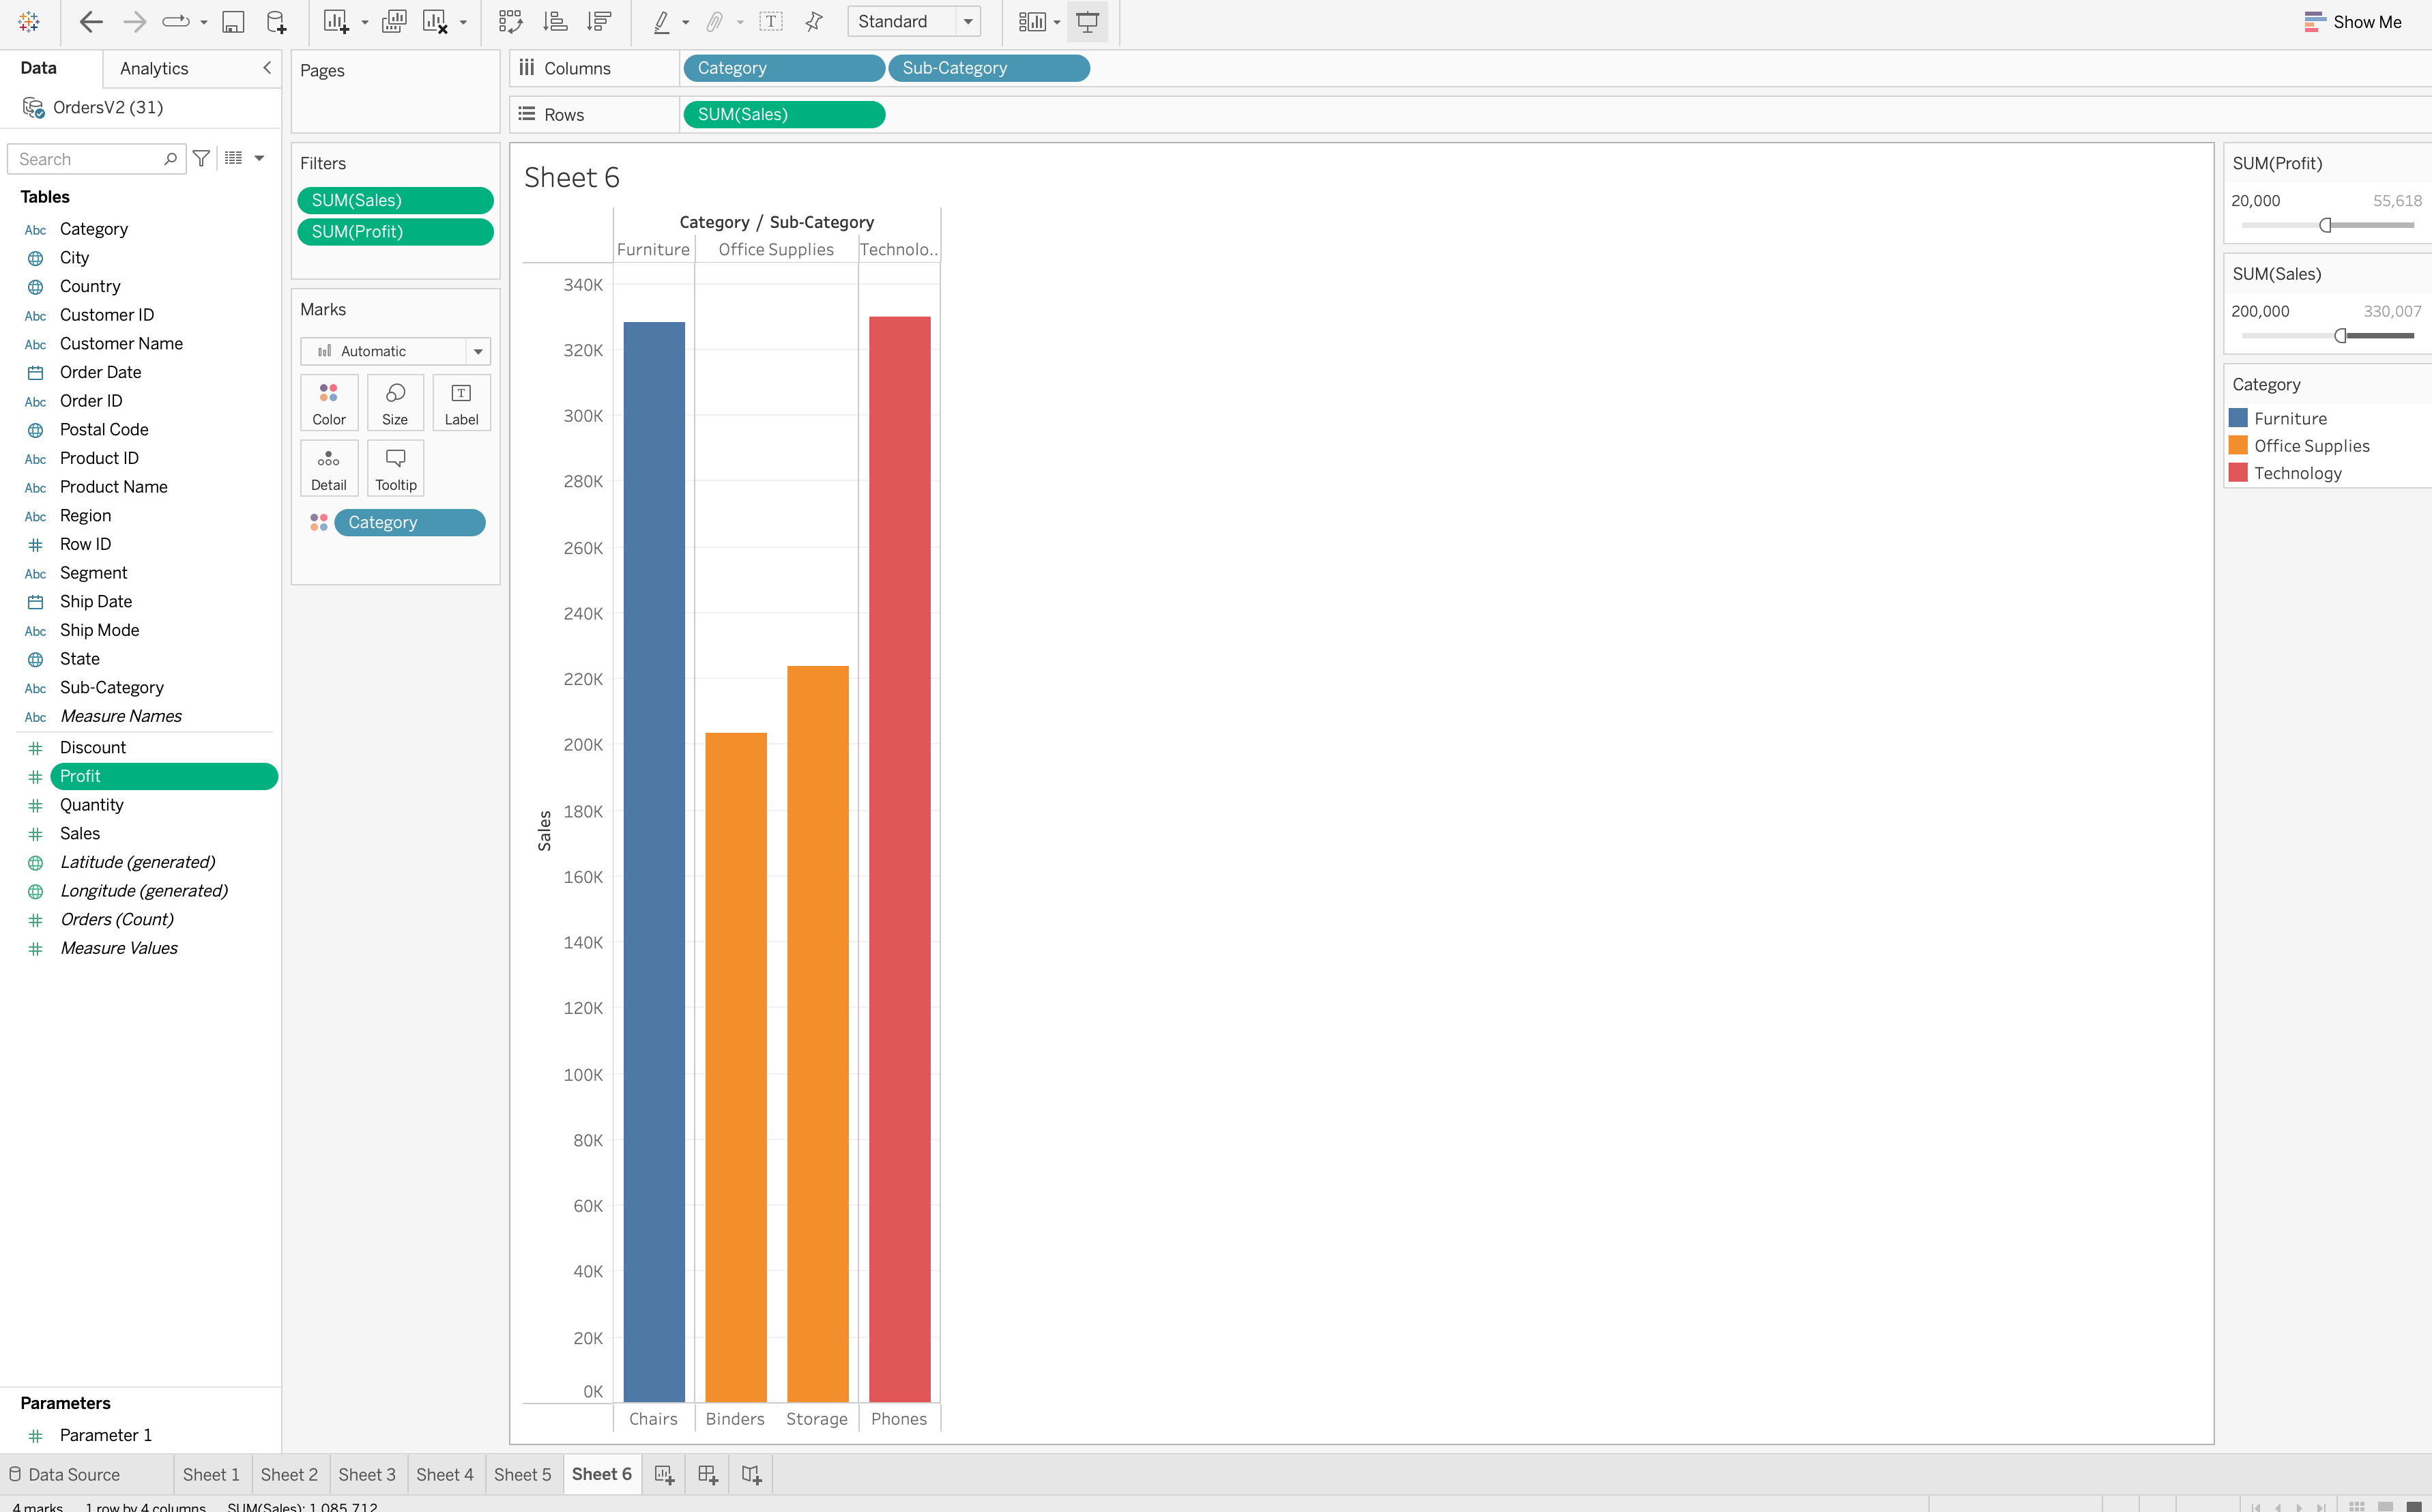 Standard
Show Me
Data
Analytics
OrdersV2 (31)
Search
Tables
Abc Category
City
Country
Abc Customer ID
Abc Customer Name
Order Date
Abc Order ID
Postal Code
Abc Product ID
Abc Product Name
Abc Region
Row ID
Abc Segment
Ship Date
Abc Ship Mode
State
Abc Sub-Category
Abc Measure Names
Discount
Profit
Quantity
Sales
Latitude (generated)
Longitude (generated)
Orders (Count)
Measure Values
Parameters
Parameter 1
Pages
Filters
SUM(Sales)
SUM(Profit)
Marks
Automatic
Color Size Label
Detail Tooltip
Category
Columns Category Sub-Category
Rows SUM(Sales)
Sheet 6
Category / Sub-Category
Furniture Office Supplies Technolo..
340K
320K
300K
280K
260K
240K
220K
200K
180K
160K
140K
120K
100K
80K
60K
40K
20K
0K
Sales
Chairs Binders Storage Phones
SUM(Profit)
20,000 55,618
SUM(Sales)
200,000 330,007
Category
Furniture
Office Supplies
Technology
Data Source Sheet 1 Sheet 2 Sheet 3 Sheet 4 Sheet 5 Sheet 6
4 marks 1 row by 4 columns SUM(Sales): 1,085,712